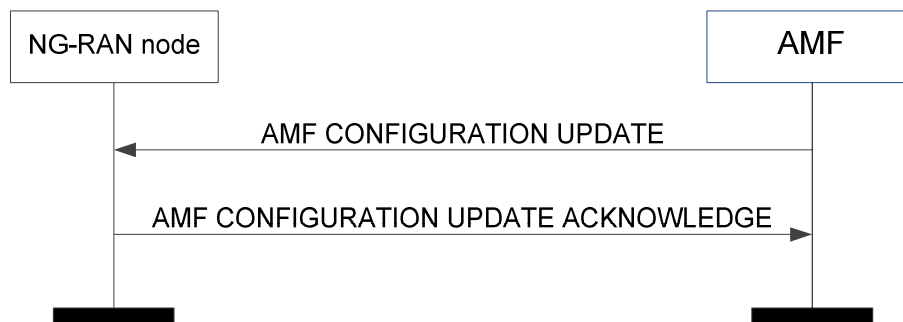 NG-RAN node
AMF
AMF CONFIGURATION UPDATE
AMF CONFIGURATION UPDATE ACKNOWLEDGE